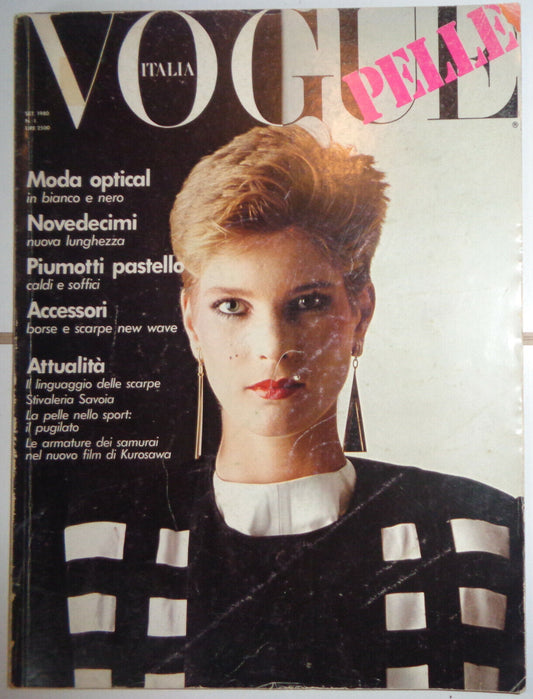 VOGUE
ITALIA
PELLE
SET. 1980
N. 1
LIRE 2500
®
Moda optical
in bianco e nero
Novedecimi
nuova lunghezza
Piumotti pastello
caldi e soffici
Accessori
borse e scarpe new wave
Attualità
Il linguaggio delle scarpe
Stivaleria Savoia
La pelle nello sport:
il pugilato
Le armature dei samurai
nel nuovo film di Kurosawa